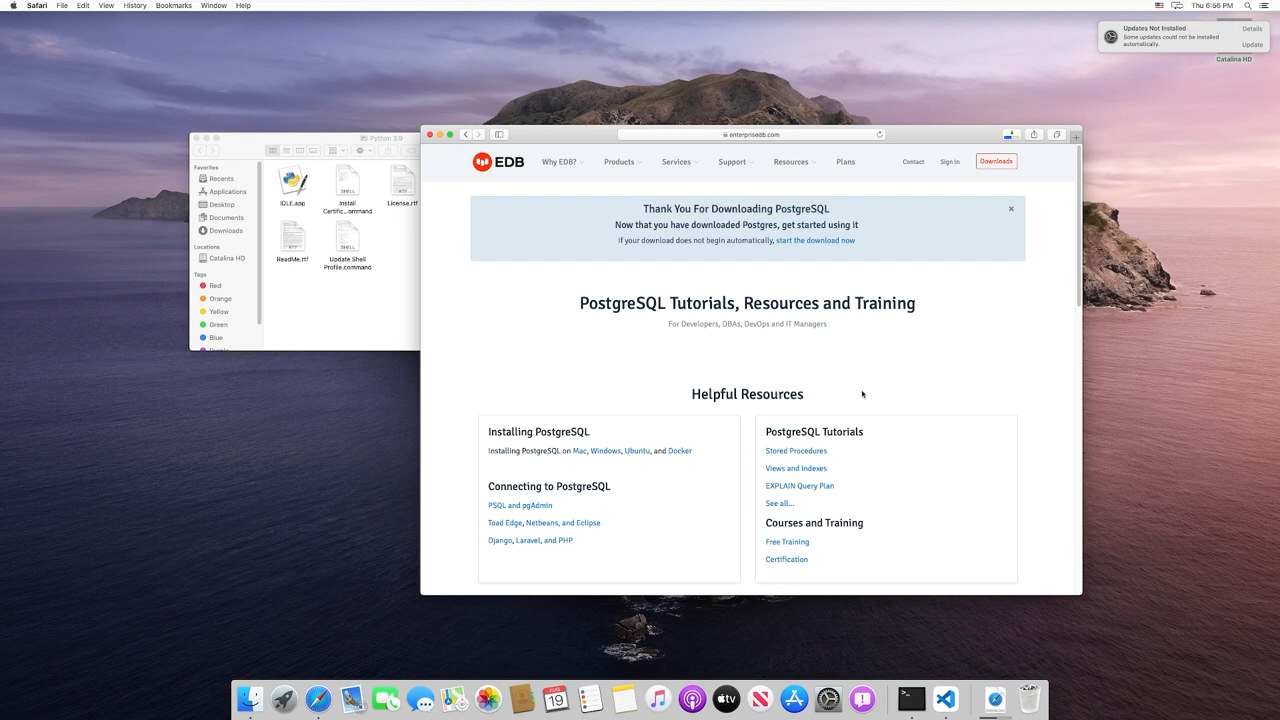 Safari File Edit View History Bookmarks Window Help
Thu 6:56 PM
Updates Not Installed
Some updates could not be installed
automatically.
Details
Update
Catalina HD
Python 3.9
Favorites
Recents
Applications
Desktop
Documents
Downloads
Locations
Catalina HD
Tags
Red
Orange
Yellow
Green
Blue
IDLE.app
Install
Certific...ommand
License.rtf
ReadMe.rtf
Update Shell
Profile.command
SHELL
SHELL
enterprisedb.com
EDB
Why EDB? Products Services Support Resources Plans
Contact Sign In Downloads
Thank You For Downloading PostgreSQL
Now that you have downloaded Postgres, get started using it
If your download does not begin automatically, start the download now
PostgreSQL Tutorials, Resources and Training
For Developers, DBAs, DevOps and IT Managers
Helpful Resources
Installing PostgreSQL
Installing PostgreSQL on Mac, Windows, Ubuntu, and Docker
Connecting to PostgreSQL
PSQL and pgAdmin
Toad Edge, Netbeans, and Eclipse
Django, Laravel, and PHP
PostgreSQL Tutorials
Stored Procedures
Views and Indexes
EXPLAIN Query Plan
See all...
Courses and Training
Free Training
Certification
AUG
19
tv